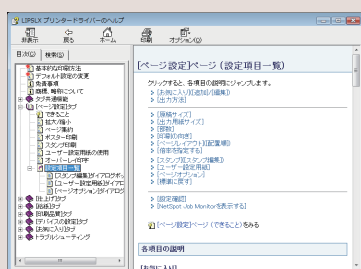 LIPSLX プリンタードライバーのヘルプ
非表示 戻る ホーム 印刷 オプション(O)
目次(C) 検索(S)
基本的な印刷方法
デフォルト設定の変更
免責事項
商標、略称について
タブ共通機能
[ページ設定]タブ
できること
拡大/縮小
ページ集約
ポスター印刷
スタンプ印刷
ユーザー設定用紙の使用
オーバーレイ印字
設定項目一覧
[スタンプ編集]ダイアログボッ
[ユーザー設定用紙]ダイアロ
[ページオプション]ダイアログ
[仕上げ]タブ
[給紙]タブ
[印刷品質]タブ
[デバイスの設定]タブ
[お気に入り]タブ
トラブルシューティング
[ページ設定]ページ (設定項目一覧)
クリックすると、各項目の説明にジャンプします。
> [お気に入り][追加]/[編集]
> [出力方法]
> [原稿サイズ]
> [出力用紙サイズ]
> [部数]
> [印刷の向き]
> [ページレイアウト][配置順]
> [倍率を指定する]
> [スタンプ][スタンプ編集]
> [ユーザー設定用紙]
> [ページオプション]
> [標準に戻す]
> [設定確認]
> [NetSpot Job Monitorを表示する]
[ページ設定]ページ (できること)をみる
各項目の説明
[お気に入り]